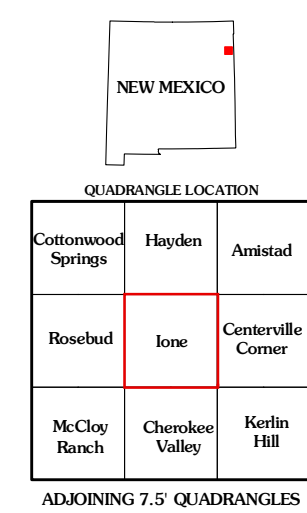 NEW MEXICO
QUADRANGLE LOCATION
Cottonwood
Springs
Hayden
Amistad
Rosebud
Ione
Centerville
Corner
McCloy
Ranch
Cherokee
Valley
Kerlin
Hill
ADJOINING 7.5' QUADRANGLES